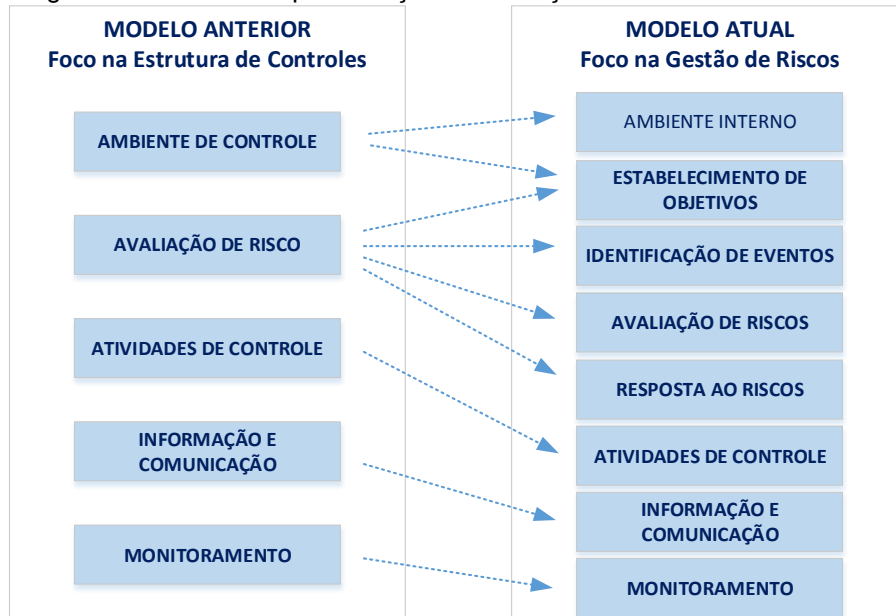 MODELO ANTERIOR
Foco na Estrutura de Controles
AMBIENTE DE CONTROLE
AVALIAÇÃO DE RISCO
ATIVIDADES DE CONTROLE
INFORMAÇÃO E
COMUNICAÇÃO
MONITORAMENTO
MODELO ATUAL
Foco na Gestão de Riscos
AMBIENTE INTERNO
ESTABELECIMENTO DE
OBJETIVOS
IDENTIFICAÇÃO DE EVENTOS
AVALIAÇÃO DE RISCOS
RESPOSTA AO RISCOS
ATIVIDADES DE CONTROLE
INFORMAÇÃO E
COMUNICAÇÃO
MONITORAMENTO